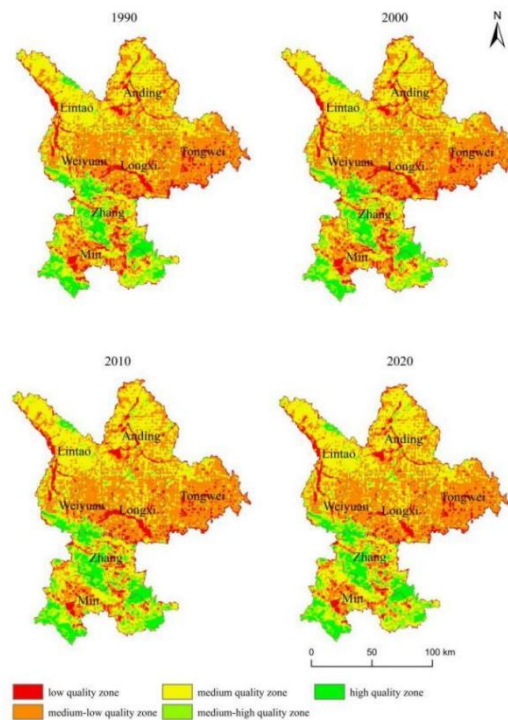 1990
2000
N
Anding
Lintao
Weiyuan
Longxi
Tongwei
Zhang
Min
Anding
Lintao
Weiyuan
Longxi
Tongwei
Zhang
Min
2010
2020
Anding
Lintao
Weiyuan
Longxi
Tongwei
Zhang
Min
Anding
Lintao
Weiyuan
Longxi
Tongwei
Zhang
Min
0 50 100 km
low quality zone medium quality zone high quality zone
medium-low quality zone medium-high quality zone